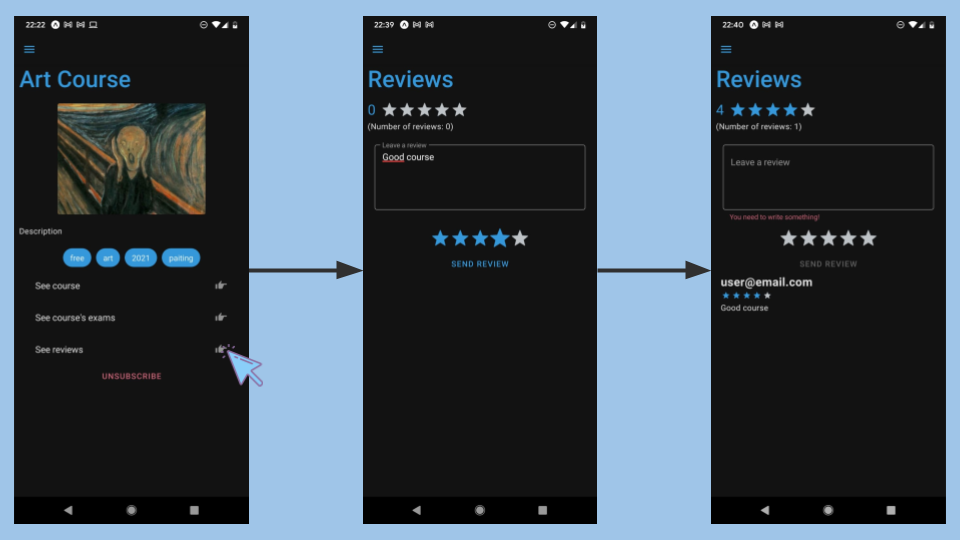 22:22
Art Course
Description
free art 2021 paiting
See course
See course's exams
See reviews
UNSUBSCRIBE
22:39
Reviews
0
(Number of reviews: 0)
Leave a review
Good course
SEND REVIEW
22:40
Reviews
4
(Number of reviews: 1)
Leave a review
You need to write something!
SEND REVIEW
user@email.com
Good course